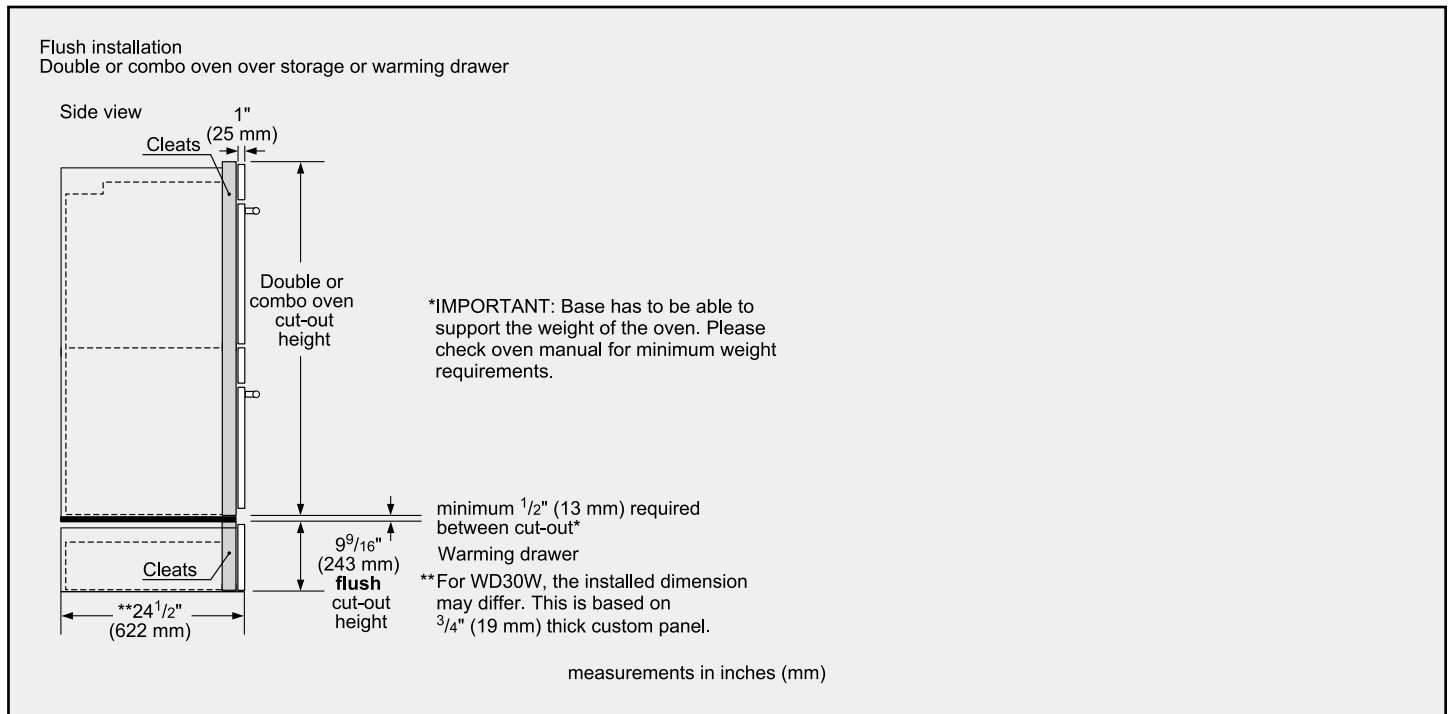 Flush installation
Double or combo oven over storage or warming drawer
Side view
1"
(25 mm)
Cleats
Double or
combo oven
cut-out
height
*IMPORTANT: Base has to be able to
support the weight of the oven. Please
check oven manual for minimum weight
requirements.
minimum 1/2" (13 mm) required
between cut-out*
9 9/16"
(243 mm)
flush
cut-out
height
Warming drawer
Cleats
**For WD30W, the installed dimension
may differ. This is based on
3/4" (19 mm) thick custom panel.
**24 1/2"
(622 mm)
measurements in inches (mm)